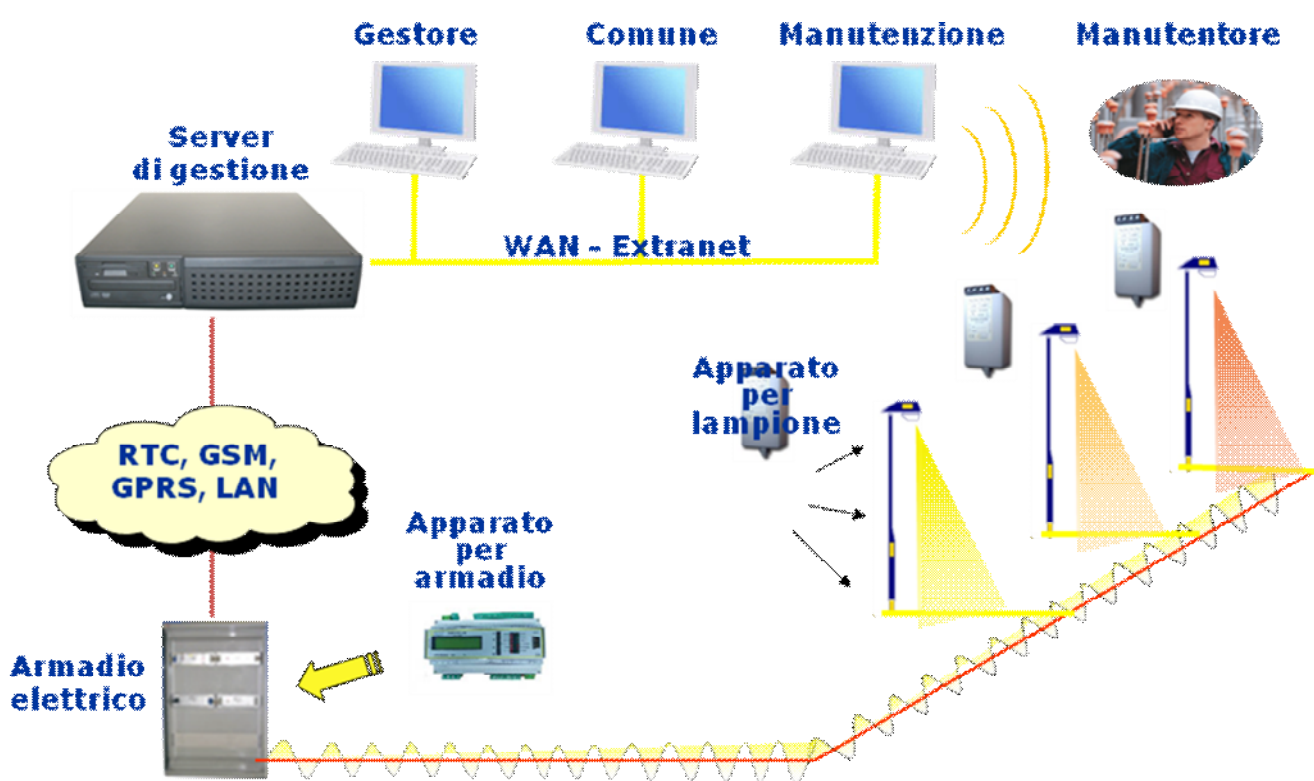 Gestore
Comune
Manutenzione
Manutentore
Server
di gestione
WAN - Extranet
Apparato
per
lampione
RTC, GSM,
GPRS, LAN
Apparato
per
armadio
Armadio
elettrico